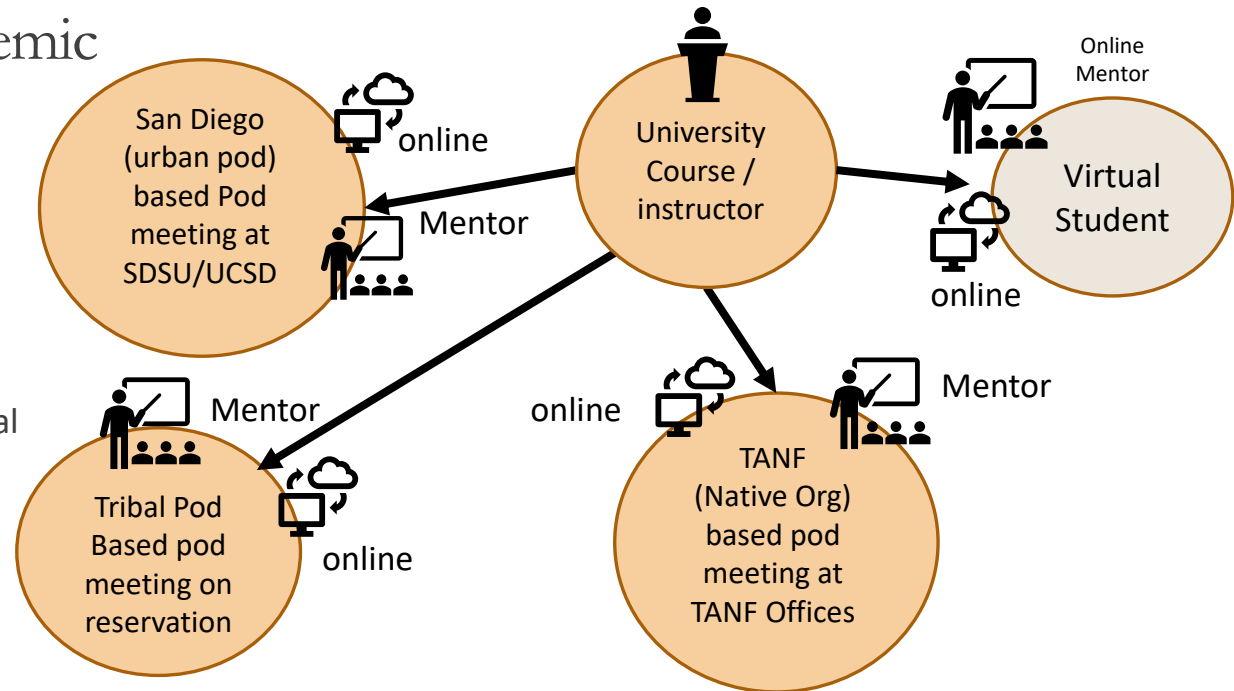 San Diego
(urban pod)
based Pod
meeting at
SDSU/UCSD
online
Mentor
University
Course /
instructor
Online
Mentor
Virtual
Student
online
Mentor
Tribal Pod
Based pod
meeting on
reservation
online
online
Mentor
TANF
(Native Org)
based pod
meeting at
TANF Offices